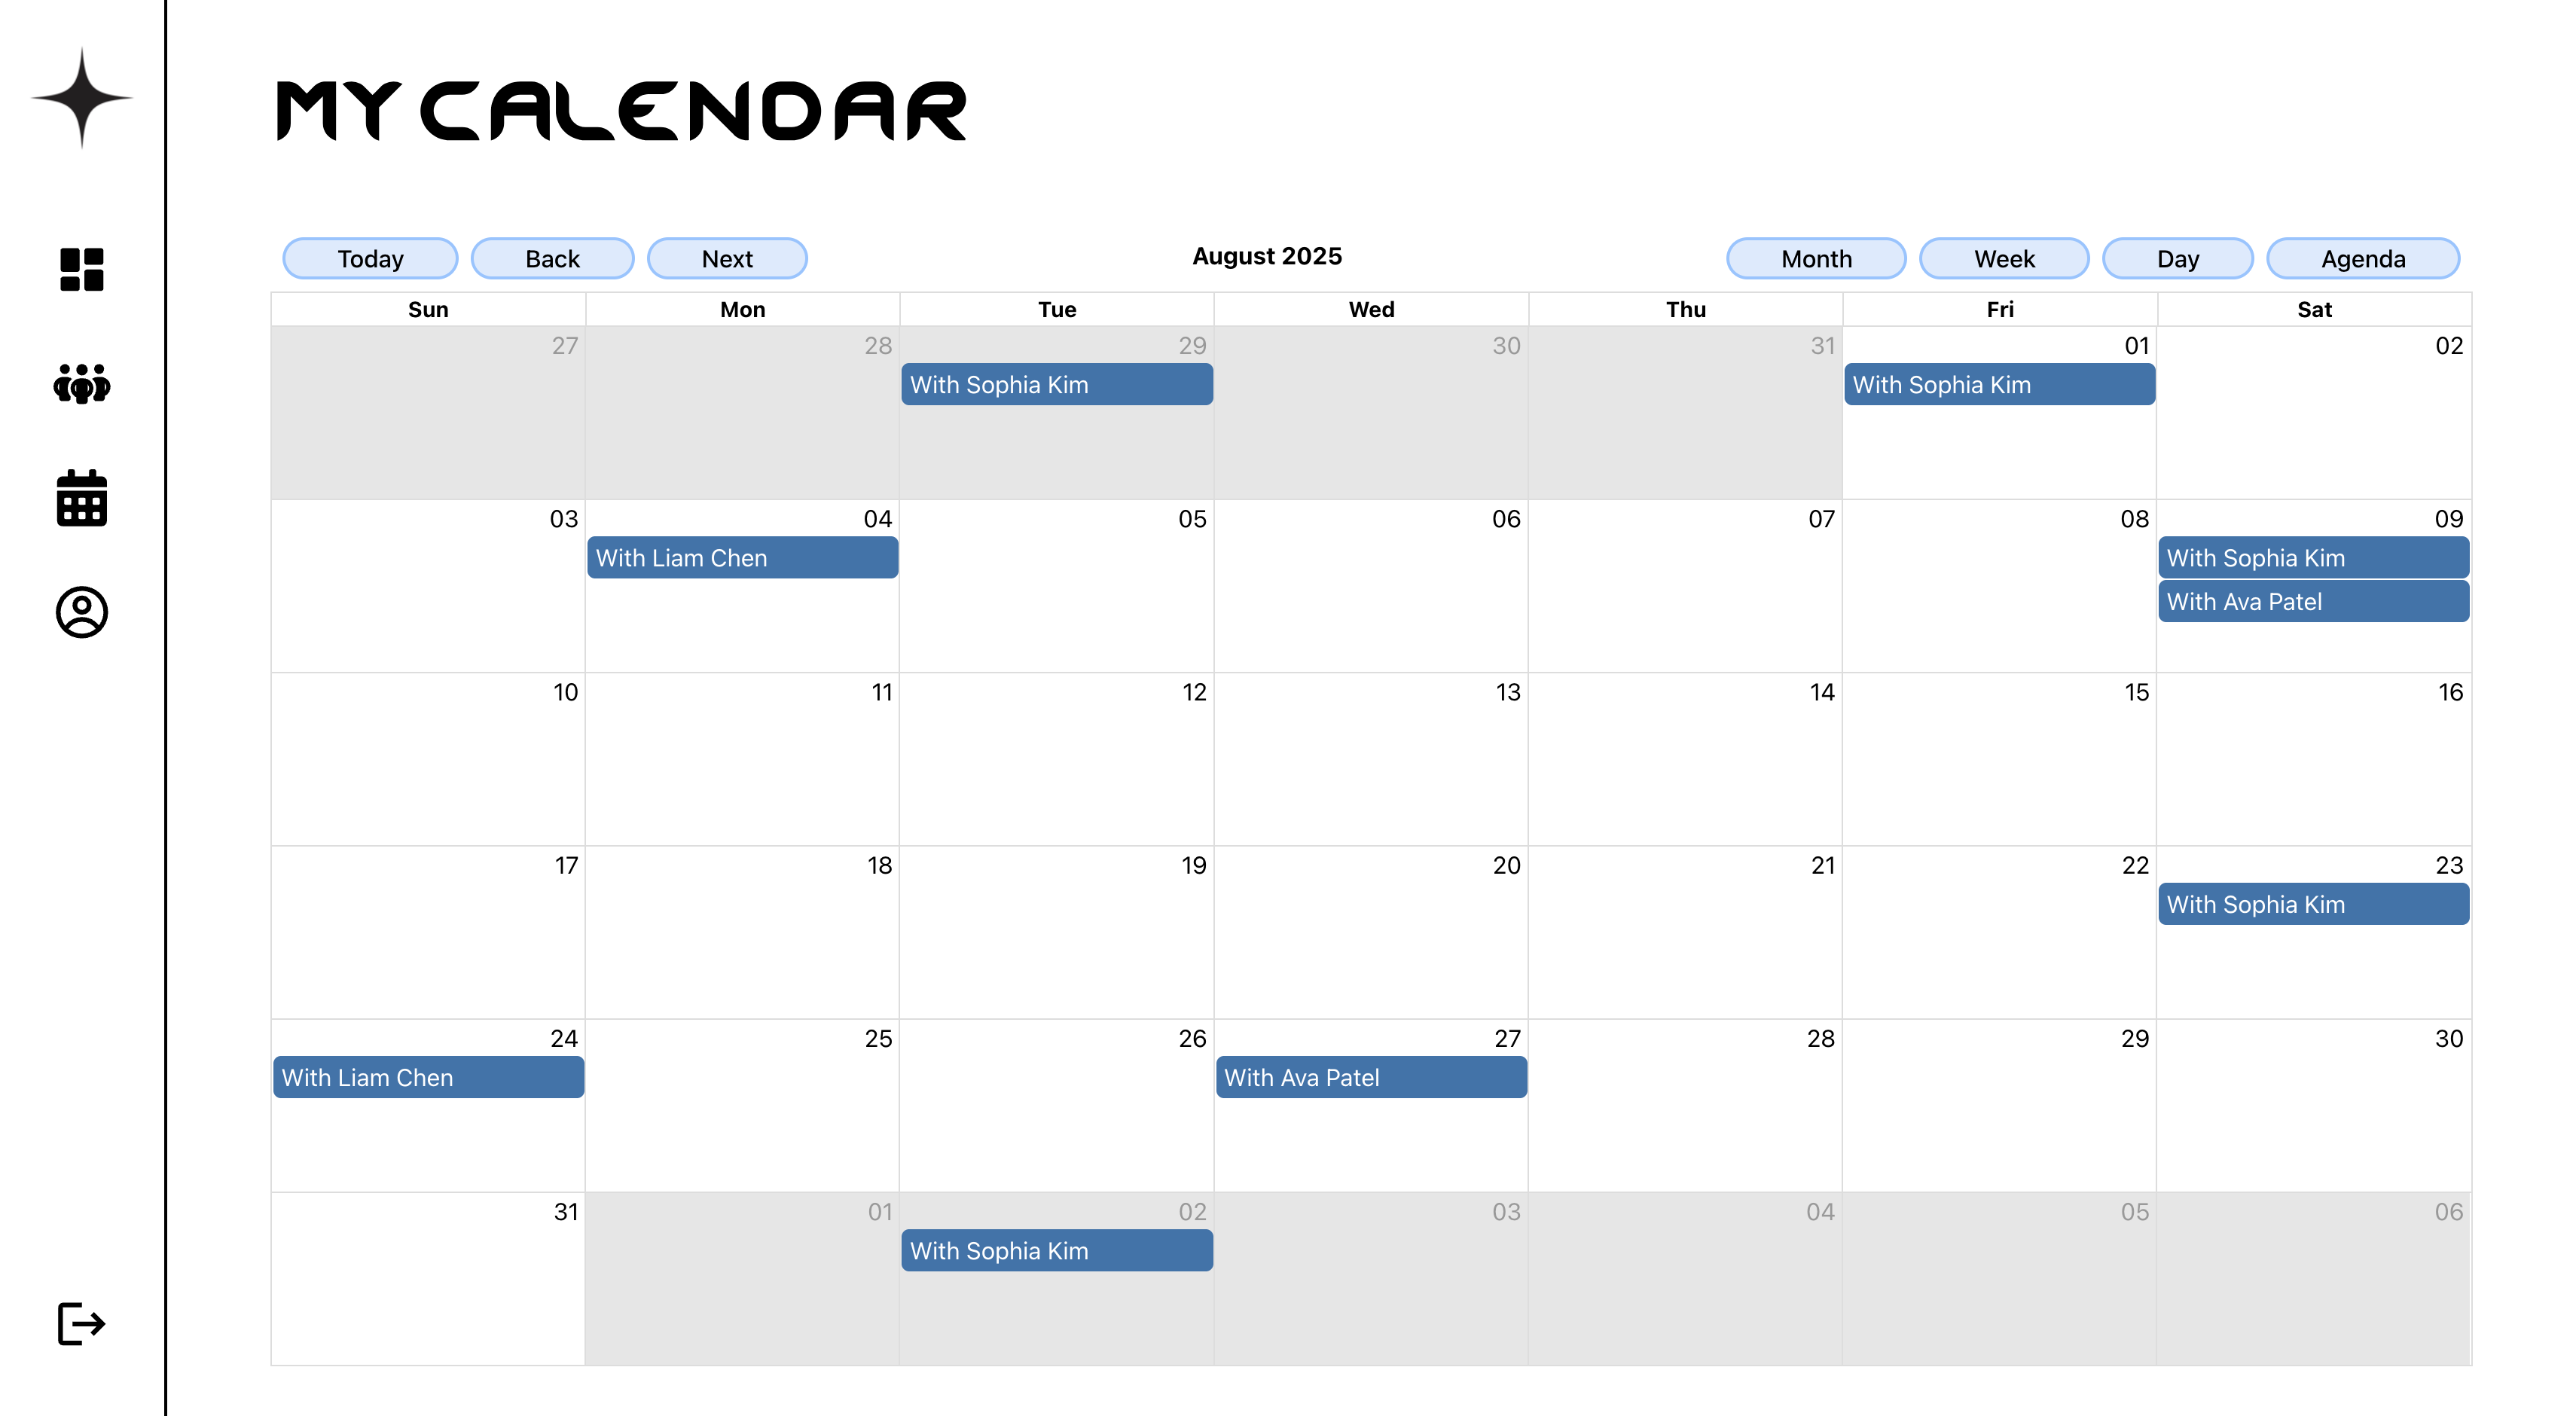 MY CALENDAR
Today Back Next August 2025 Month Week Day Agenda
Sun Mon Tue Wed Thu Fri Sat
27 28 29 30 31 01 02
With Sophia Kim With Sophia Kim
03 04 05 06 07 08 09
With Liam Chen With Sophia Kim
With Ava Patel
10 11 12 13 14 15 16
17 18 19 20 21 22 23
With Sophia Kim
24 25 26 27 28 29 30
With Liam Chen With Ava Patel
31 01 02 03 04 05 06
With Sophia Kim